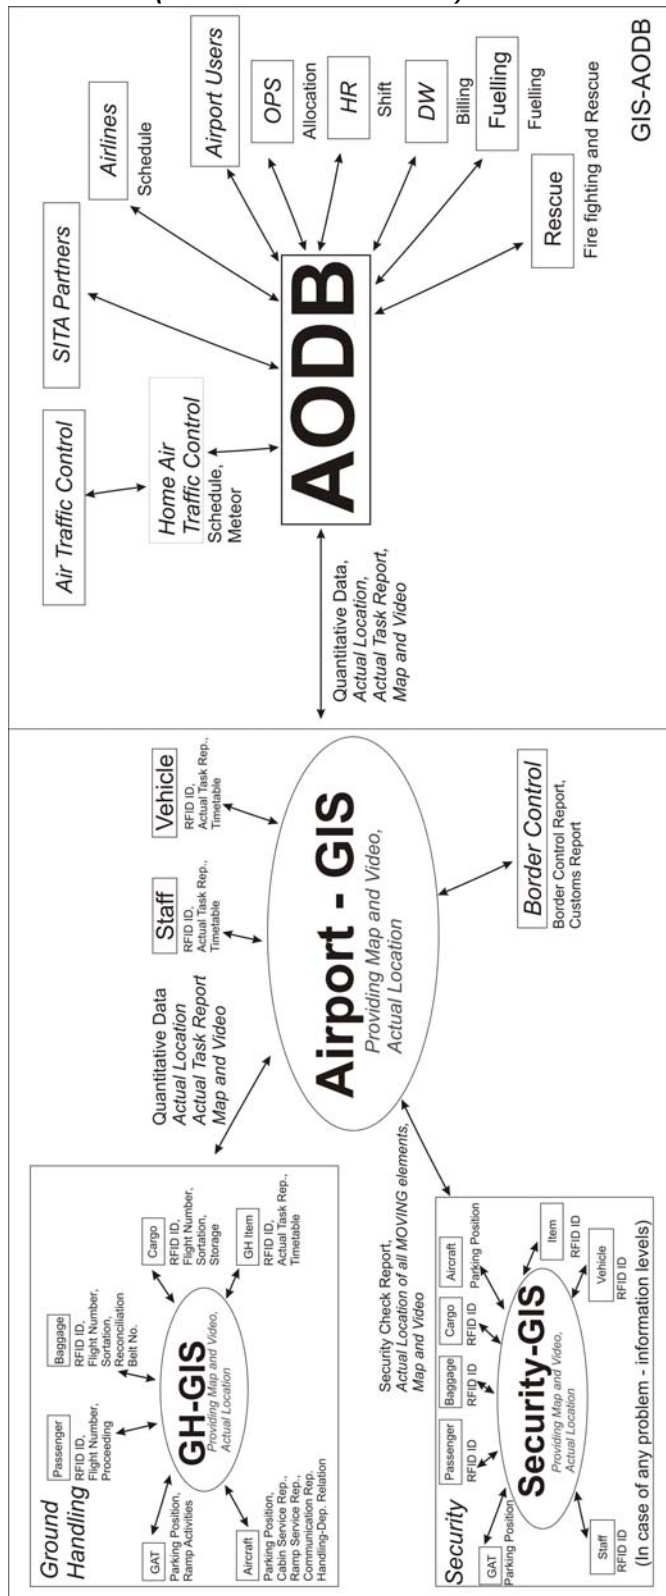 Ground
Handling
Passenger
RFID ID,
Flight Number,
Proceeding
Baggage
RFID ID,
Flight Number,
Sortation,
Reconciliation
Belt No.
Cargo
RFID ID,
Flight Number,
Sortation,
Storage
GAT
Parking Position,
Ramp Activities
GH-GIS
Providing Map and Video,
Actual Location
GH Item
RFID ID,
Actual Task Rep.,
Timetable
Aircraft
Parking Position,
Cabin Service Rep.,
Ramp Service Rep.,
Communication Rep.
Handling-Dep. Relation
Quantitative Data
Actual Location
Actual Task Report
Map and Video
Staff
RFID ID,
Actual Task Rep.,
Timetable
Vehicle
RFID ID,
Actual Task Rep.,
Timetable
Airport - GIS
Providing Map and Video,
Actual Location
Security Check Report,
Actual Location of all MOVING elements,
Map and Video
Border Control
Border Control Report,
Customs Report
Security
GAT
Parking Position
Passenger
RFID ID
Baggage
RFID ID
Cargo
RFID ID
Aircraft
Parking Position
Item
RFID ID
Vehicle
RFID ID
Staff
RFID ID
Security-GIS
Providing Map and Video,
Actual Location
(In case of any problem - information levels)
Quantitative Data,
Actual Location,
Actual Task Report,
Map and Video
Air Traffic Control
Home Air
Traffic Control
Schedule,
Meteor
SITA Partners
Airlines
Schedule
Airport Users
OPS
Allocation
HR
Shift
DW
Billing
Fuelling
Fuelling
Rescue
Fire fighting and Rescue
AODB
GIS-AODB